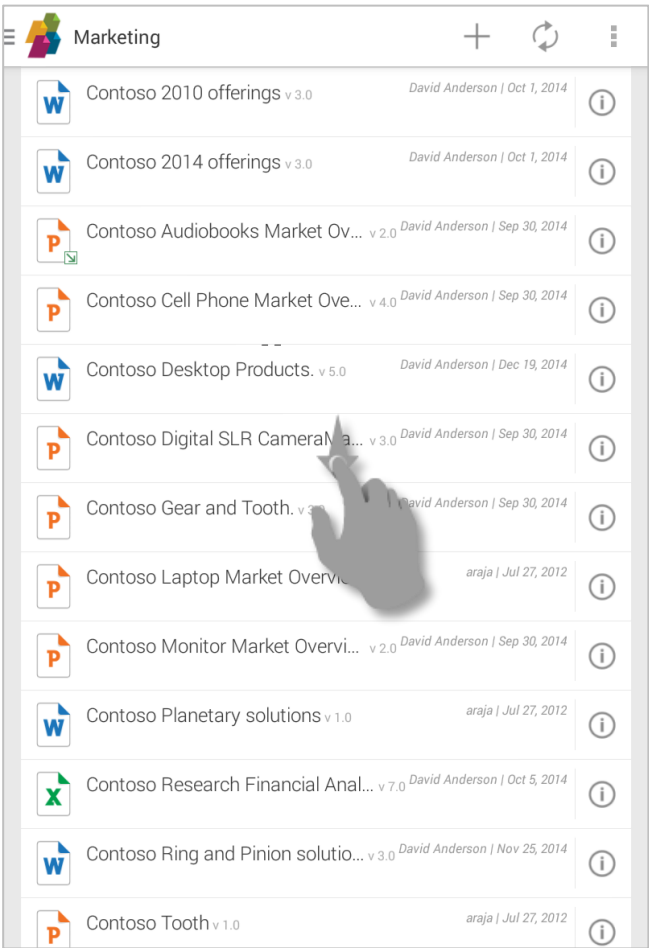 Marketing
Contoso 2010 offerings v 3.0 David Anderson | Oct 1, 2014
Contoso 2014 offerings v 3.0 David Anderson | Oct 1, 2014
Contoso Audiobooks Market Ov... v 2.0 David Anderson | Sep 30, 2014
Contoso Cell Phone Market Ove... v 4.0 David Anderson | Sep 30, 2014
Contoso Desktop Products. v 5.0 David Anderson | Dec 19, 2014
Contoso Digital SLR CameraMa... v 3.0 David Anderson | Sep 30, 2014
Contoso Gear and Tooth. David Anderson | Sep 30, 2014
Contoso Laptop Market araja | Jul 27, 2012
Contoso Monitor Market Overvi... v 2.0 David Anderson | Sep 30, 2014
Contoso Planetary solutions v 1.0 araja | Jul 27, 2012
Contoso Research Financial Anal... v 7.0 David Anderson | Oct 5, 2014
Contoso Ring and Pinion solutio... v 3.0 David Anderson | Nov 25, 2014
Contoso Tooth v 1.0 araja | Jul 27, 2012